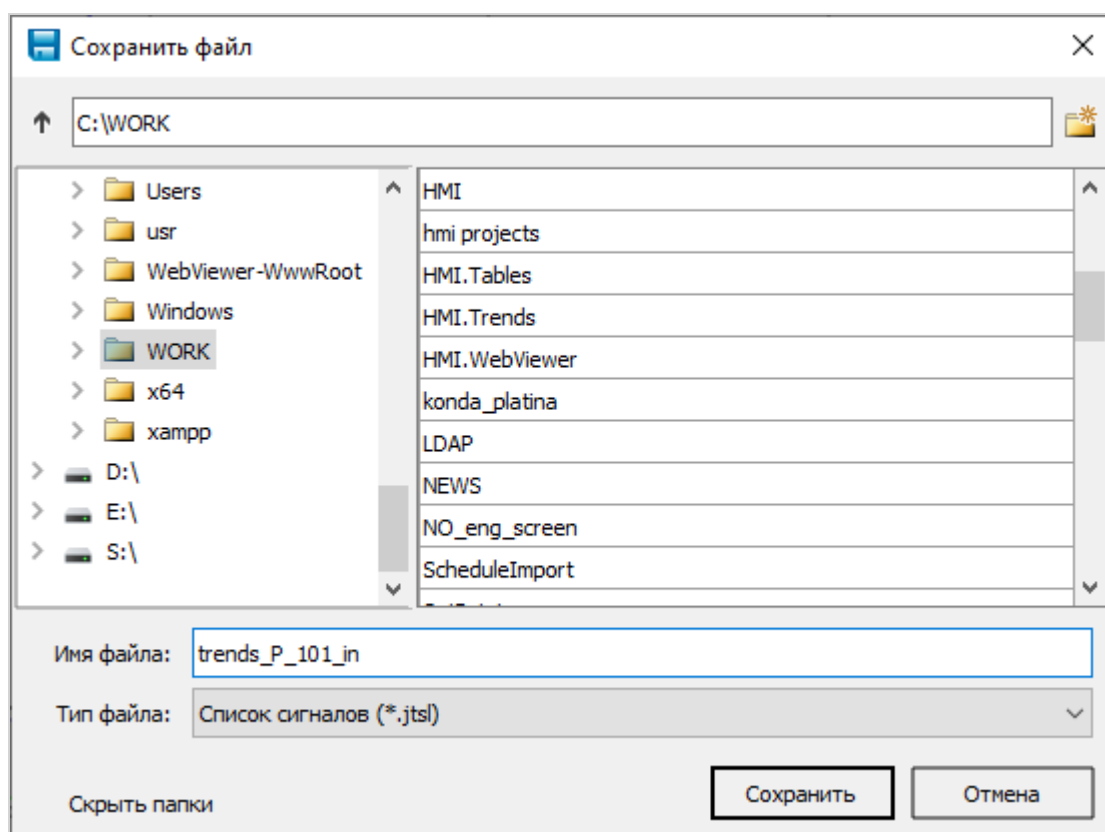 Сохранить файл
C:\WORK
Users
usr
WebViewer-WwwRoot
Windows
WORK
x64
xampp
D:\
E:\
S:\
HMI
hmi projects
HMI.Tables
HMI.Trends
HMI.WebViewer
konda_platina
LDAP
NEWS
NO_eng_screen
ScheduleImport
Имя файла: trends_P_101_in
Тип файла: Список сигналов (*.jtsl)
Скрыть папки
Сохранить
Отмена